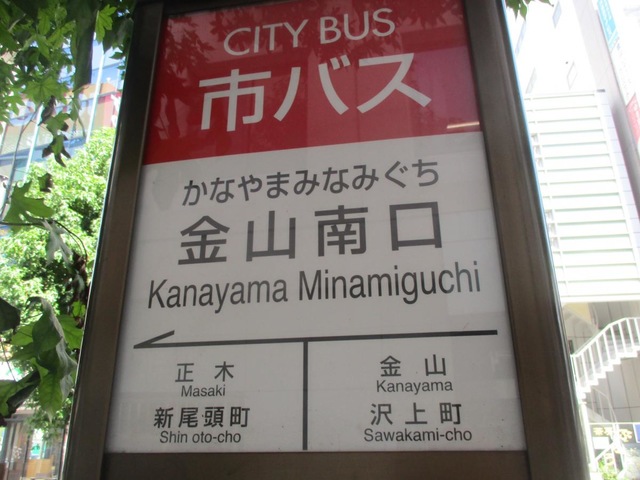 CITY BUS
市バス
かなやまみなみぐち
金山南口
Kanayama Minamiguchi
正木
Masaki
新尾頭町
Shin oto-cho
金山
Kanayama
沢上町
Sawakami-cho